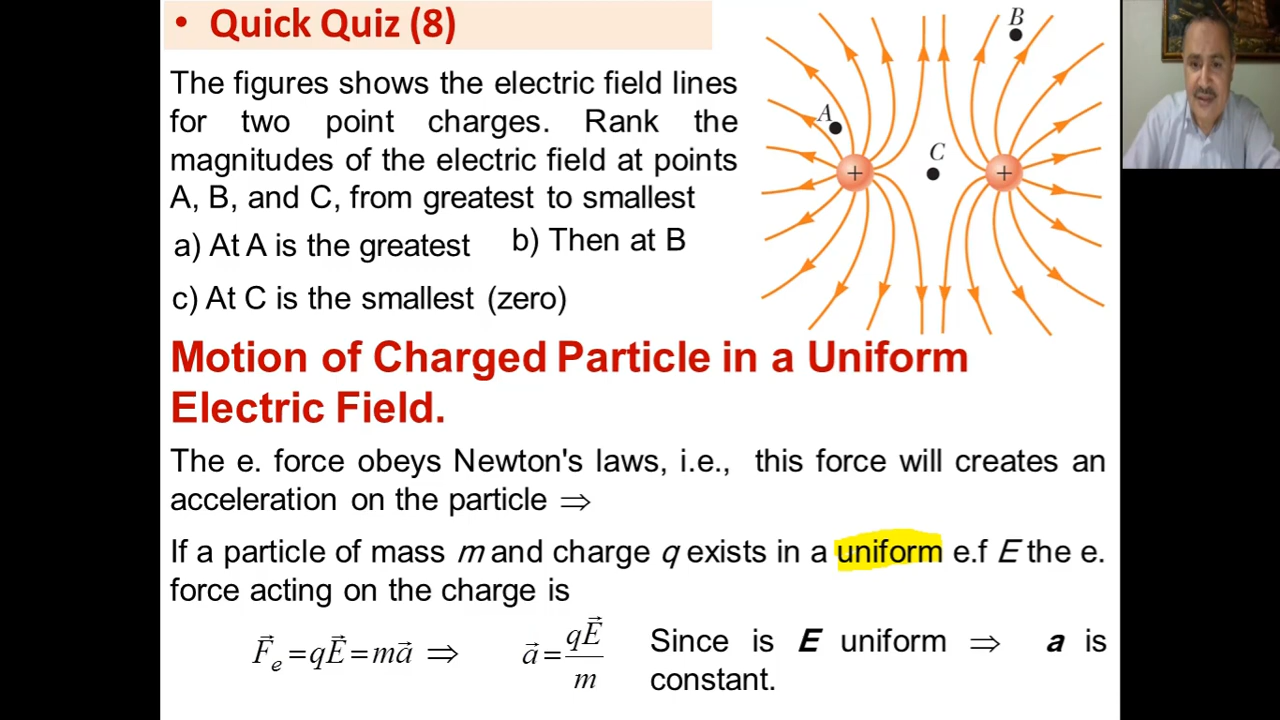 • Quick Quiz (8)
The figures shows the electric field lines
for two point charges. Rank the
magnitudes of the electric field at points
A, B, and C, from greatest to smallest
a) At A is the greatest
b) Then at B
c) At C is the smallest (zero)
A
B
C
+
+
Motion of Charged Particle in a Uniform
Electric Field.
The e. force obeys Newton's laws, i.e., this force will creates an
acceleration on the particle ⇒
If a particle of mass m and charge q exists in a uniform e.f E the e.
force acting on the charge is
F⃗ₑ = qE⃗ = ma⃗ ⇒ a⃗ = qE⃗ / m
Since is E uniform ⇒ a is
constant.